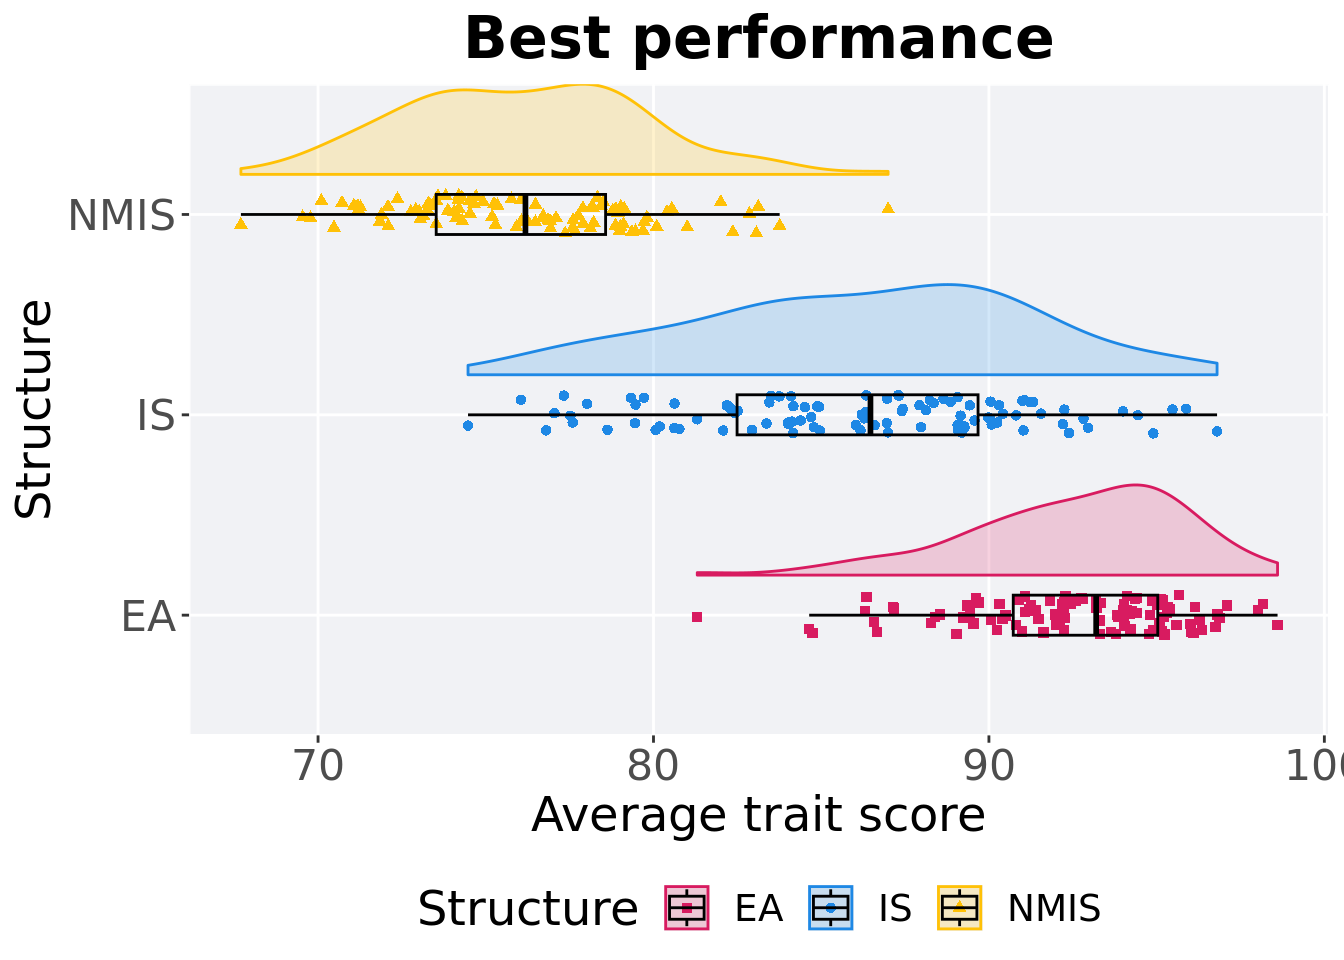 Best performance
Structure
NMIS
IS
EA
70 80 90 100
Average trait score
Structure EA IS NMIS